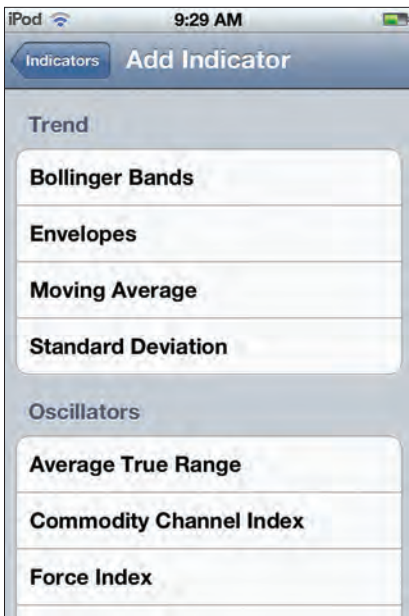 iPod 9:29 AM
Indicators Add Indicator
Trend
Bollinger Bands
Envelopes
Moving Average
Standard Deviation
Oscillators
Average True Range
Commodity Channel Index
Force Index